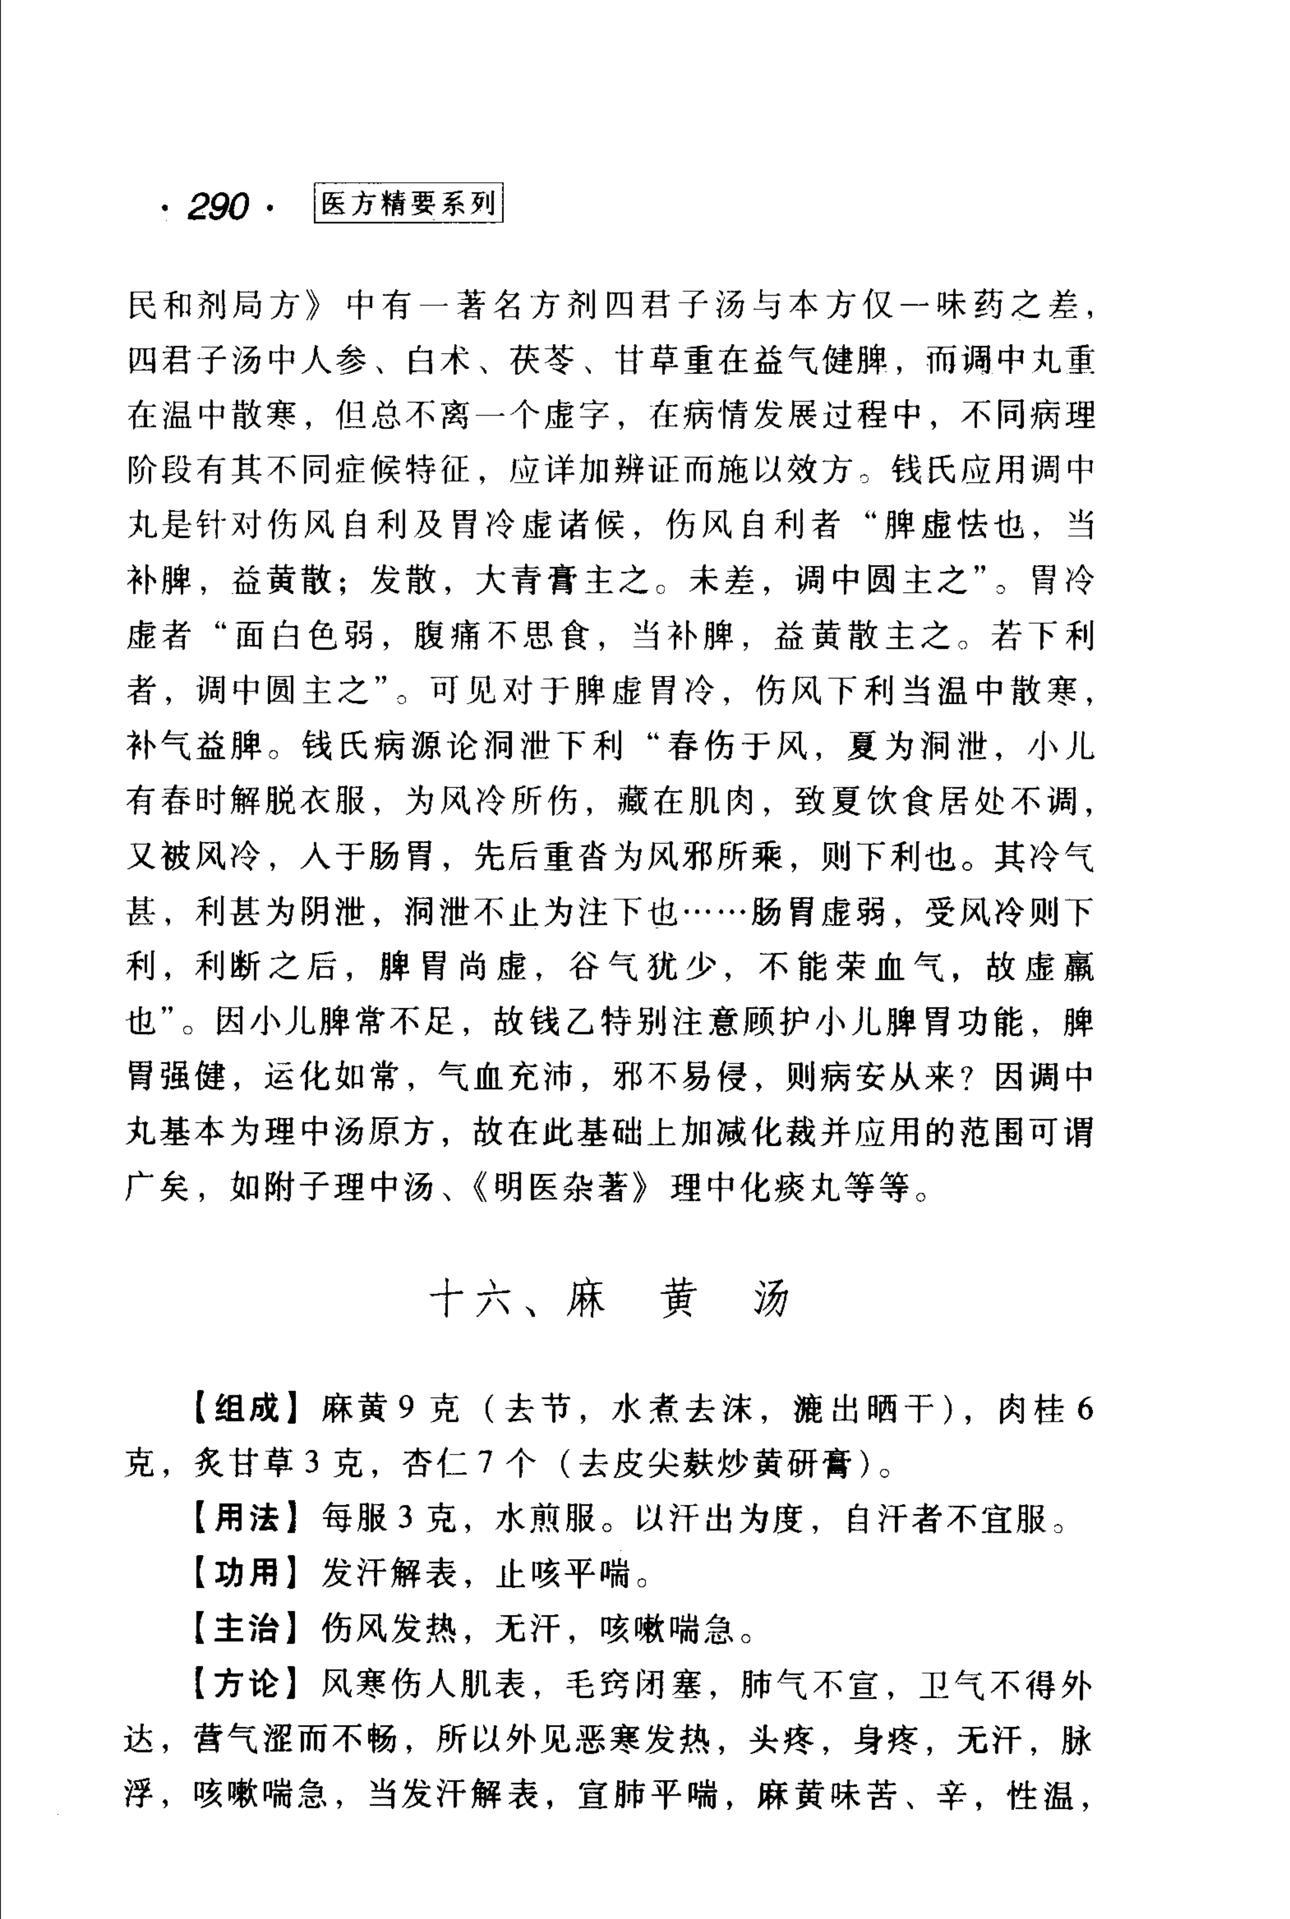 ·290· 医方精要系列
民和剂局方》中有一著名方剂四君子汤与本方仅一味药之差，
四君子汤中人参、白术、茯苓、甘草重在益气健脾，而调中丸重
在温中散寒，但总不离一个虚字，在病情发展过程中，不同病理
阶段有其不同症候特征，应详加辨证而施以效方。钱氏应用调中
丸是针对伤风自利及胃冷虚诸候，伤风自利者“脾虚怯也，当
补脾，益黄散；发散，大青膏主之。未差，调中圆主之”。胃冷
虚者“面白色弱，腹痛不思食，当补脾，益黄散主之。若下利
者，调中圆主之”。可见对于脾虚胃冷，伤风下利当温中散寒，
补气益脾。钱氏病源论洞泄下利“春伤于风，夏为洞泄，小儿
有春时解脱衣服，为风冷所伤，藏在肌肉，致夏饮食居处不调，
又被风冷，人于肠胃，先后重沓为风邪所乘，则下利也。其冷气
甚，利甚为阴泄，洞泄不止为注下也……肠胃虚弱，受风冷则下
利，利断之后，脾胃尚虚，谷气犹少，不能荣血气，故虚羸
也”。因小儿脾常不足，故钱乙特别注意顾护小儿脾胃功能，脾
胃强健，运化如常，气血充沛，邪不易侵，则病安从来？因调中
丸基本为理中汤原方，故在此基础上加减化裁并应用的范围可谓
广矣，如附子理中汤、《明医杂著》理中化痰丸等等。
十六、麻 黄 汤
【组成】麻黄9克（去节，水煮去沫，漉出晒干），肉桂6
克，炙甘草3克，杏仁7个（去皮尖麸炒黄研膏）。
【用法】每服3克，水煎服。以汗出为度，自汗者不宜服。
【功用】发汗解表，止咳平喘。
【主治】伤风发热，无汗，咳嗽喘急。
【方论】风寒伤人肌表，毛窍闭塞，肺气不宣，卫气不得外
达，营气涩而不畅，所以外见恶寒发热，头疼，身疼，无汗，脉
浮，咳嗽喘急，当发汗解表，宣肺平喘，麻黄味苦、辛，性温，